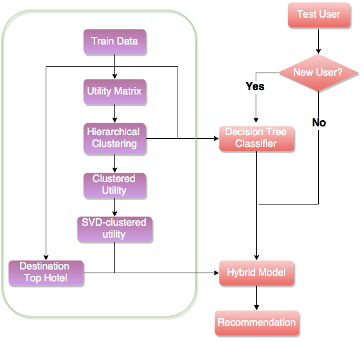 Test User
Train Data
New User?
Yes
Utility Matrix
No
Hierarchical
Clustering
Decision Tree
Classifier
Clustered
Utility
SVD-clustered
utility
Destination
Top Hotel
Hybrid Model
Recommendation